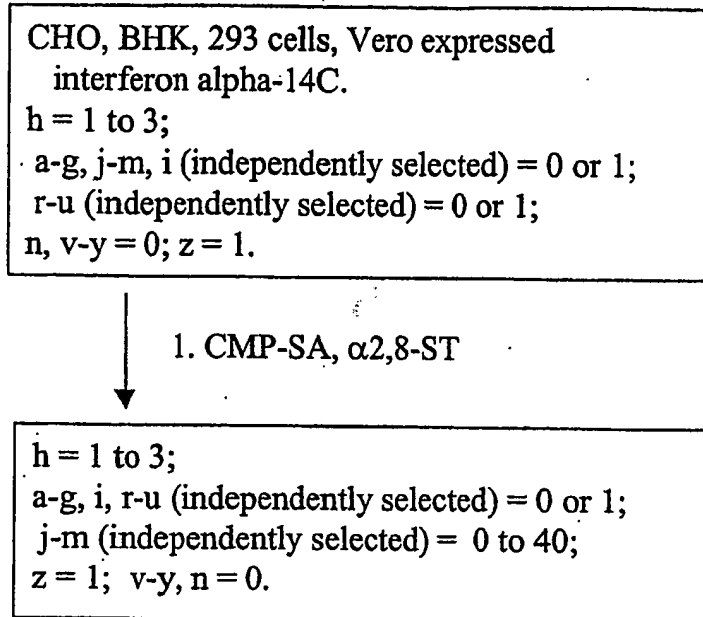 CHO, BHK, 293 cells, Vero expressed
interferon alpha-14C.
h = 1 to 3;
a-g, j-m, i (independently selected) = 0 or 1;
r-u (independently selected) = 0 or 1;
n, v-y = 0; z = 1.
1. CMP-SA, α2,8-ST
h = 1 to 3;
a-g, i, r-u (independently selected) = 0 or 1;
j-m (independently selected) = 0 to 40;
z = 1; v-y, n = 0.